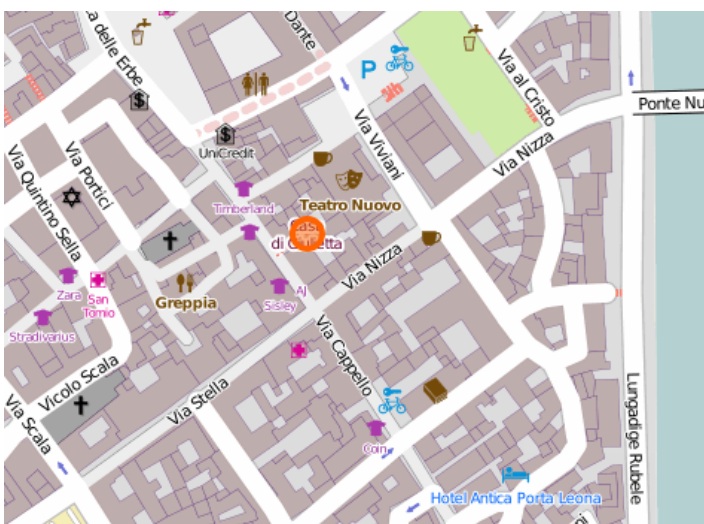 a delle Erbe
Dante
P
Via al Cristo
Ponte Nu
Via Viviani
UniCredit
Via Nizza
Via Portici
Via Quintino Sella
Timberland
Teatro Nuovo
di
tta
Via Nizza
Zara
San
Tomio
Greppia
AJ
Sisley
Stradivarius
Via Cappello
Vicolo Scala
Via Stella
Via Scala
Lungadige Rubele
Coin
Hotel Antica Porta Leona